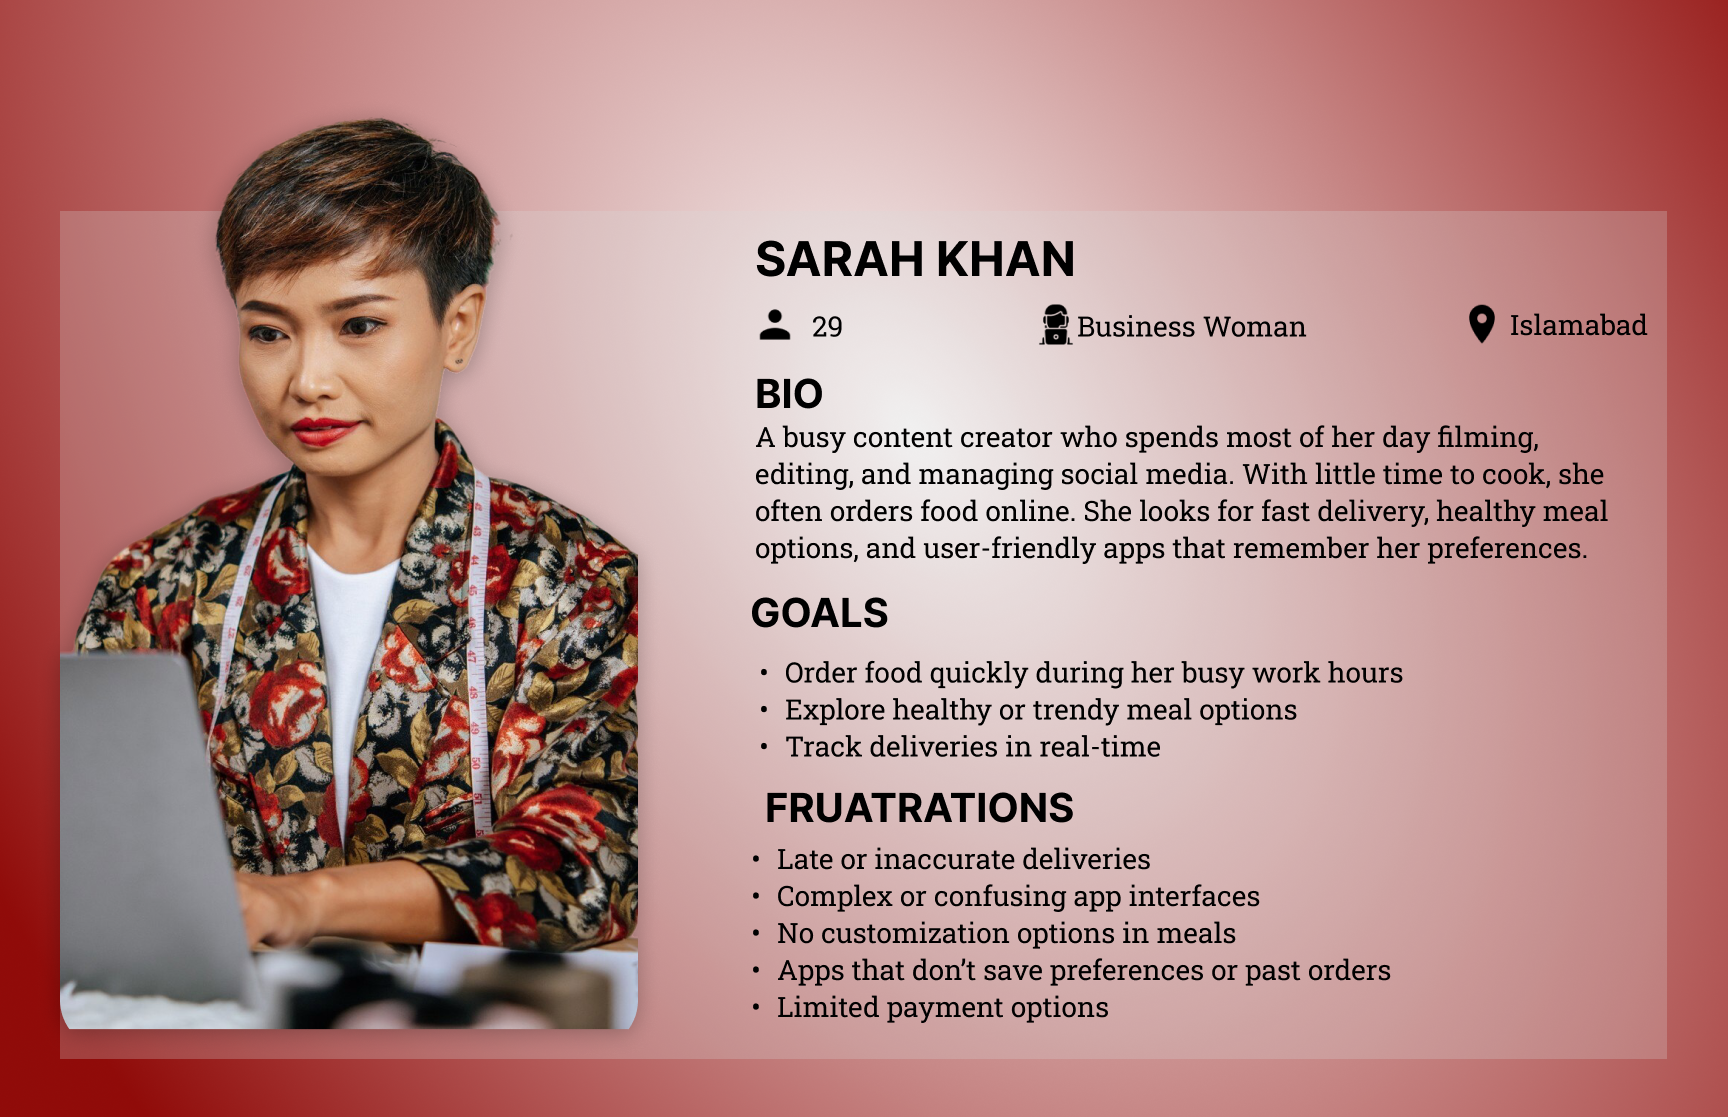 SARAH KHAN
29 Business Woman Islamabad
BIO
A busy content creator who spends most of her day filming,
editing, and managing social media. With little time to cook, she
often orders food online. She looks for fast delivery, healthy meal
options, and user-friendly apps that remember her preferences.
GOALS
• Order food quickly during her busy work hours
• Explore healthy or trendy meal options
• Track deliveries in real-time
FRUATRATIONS
• Late or inaccurate deliveries
• Complex or confusing app interfaces
• No customization options in meals
• Apps that don’t save preferences or past orders
• Limited payment options